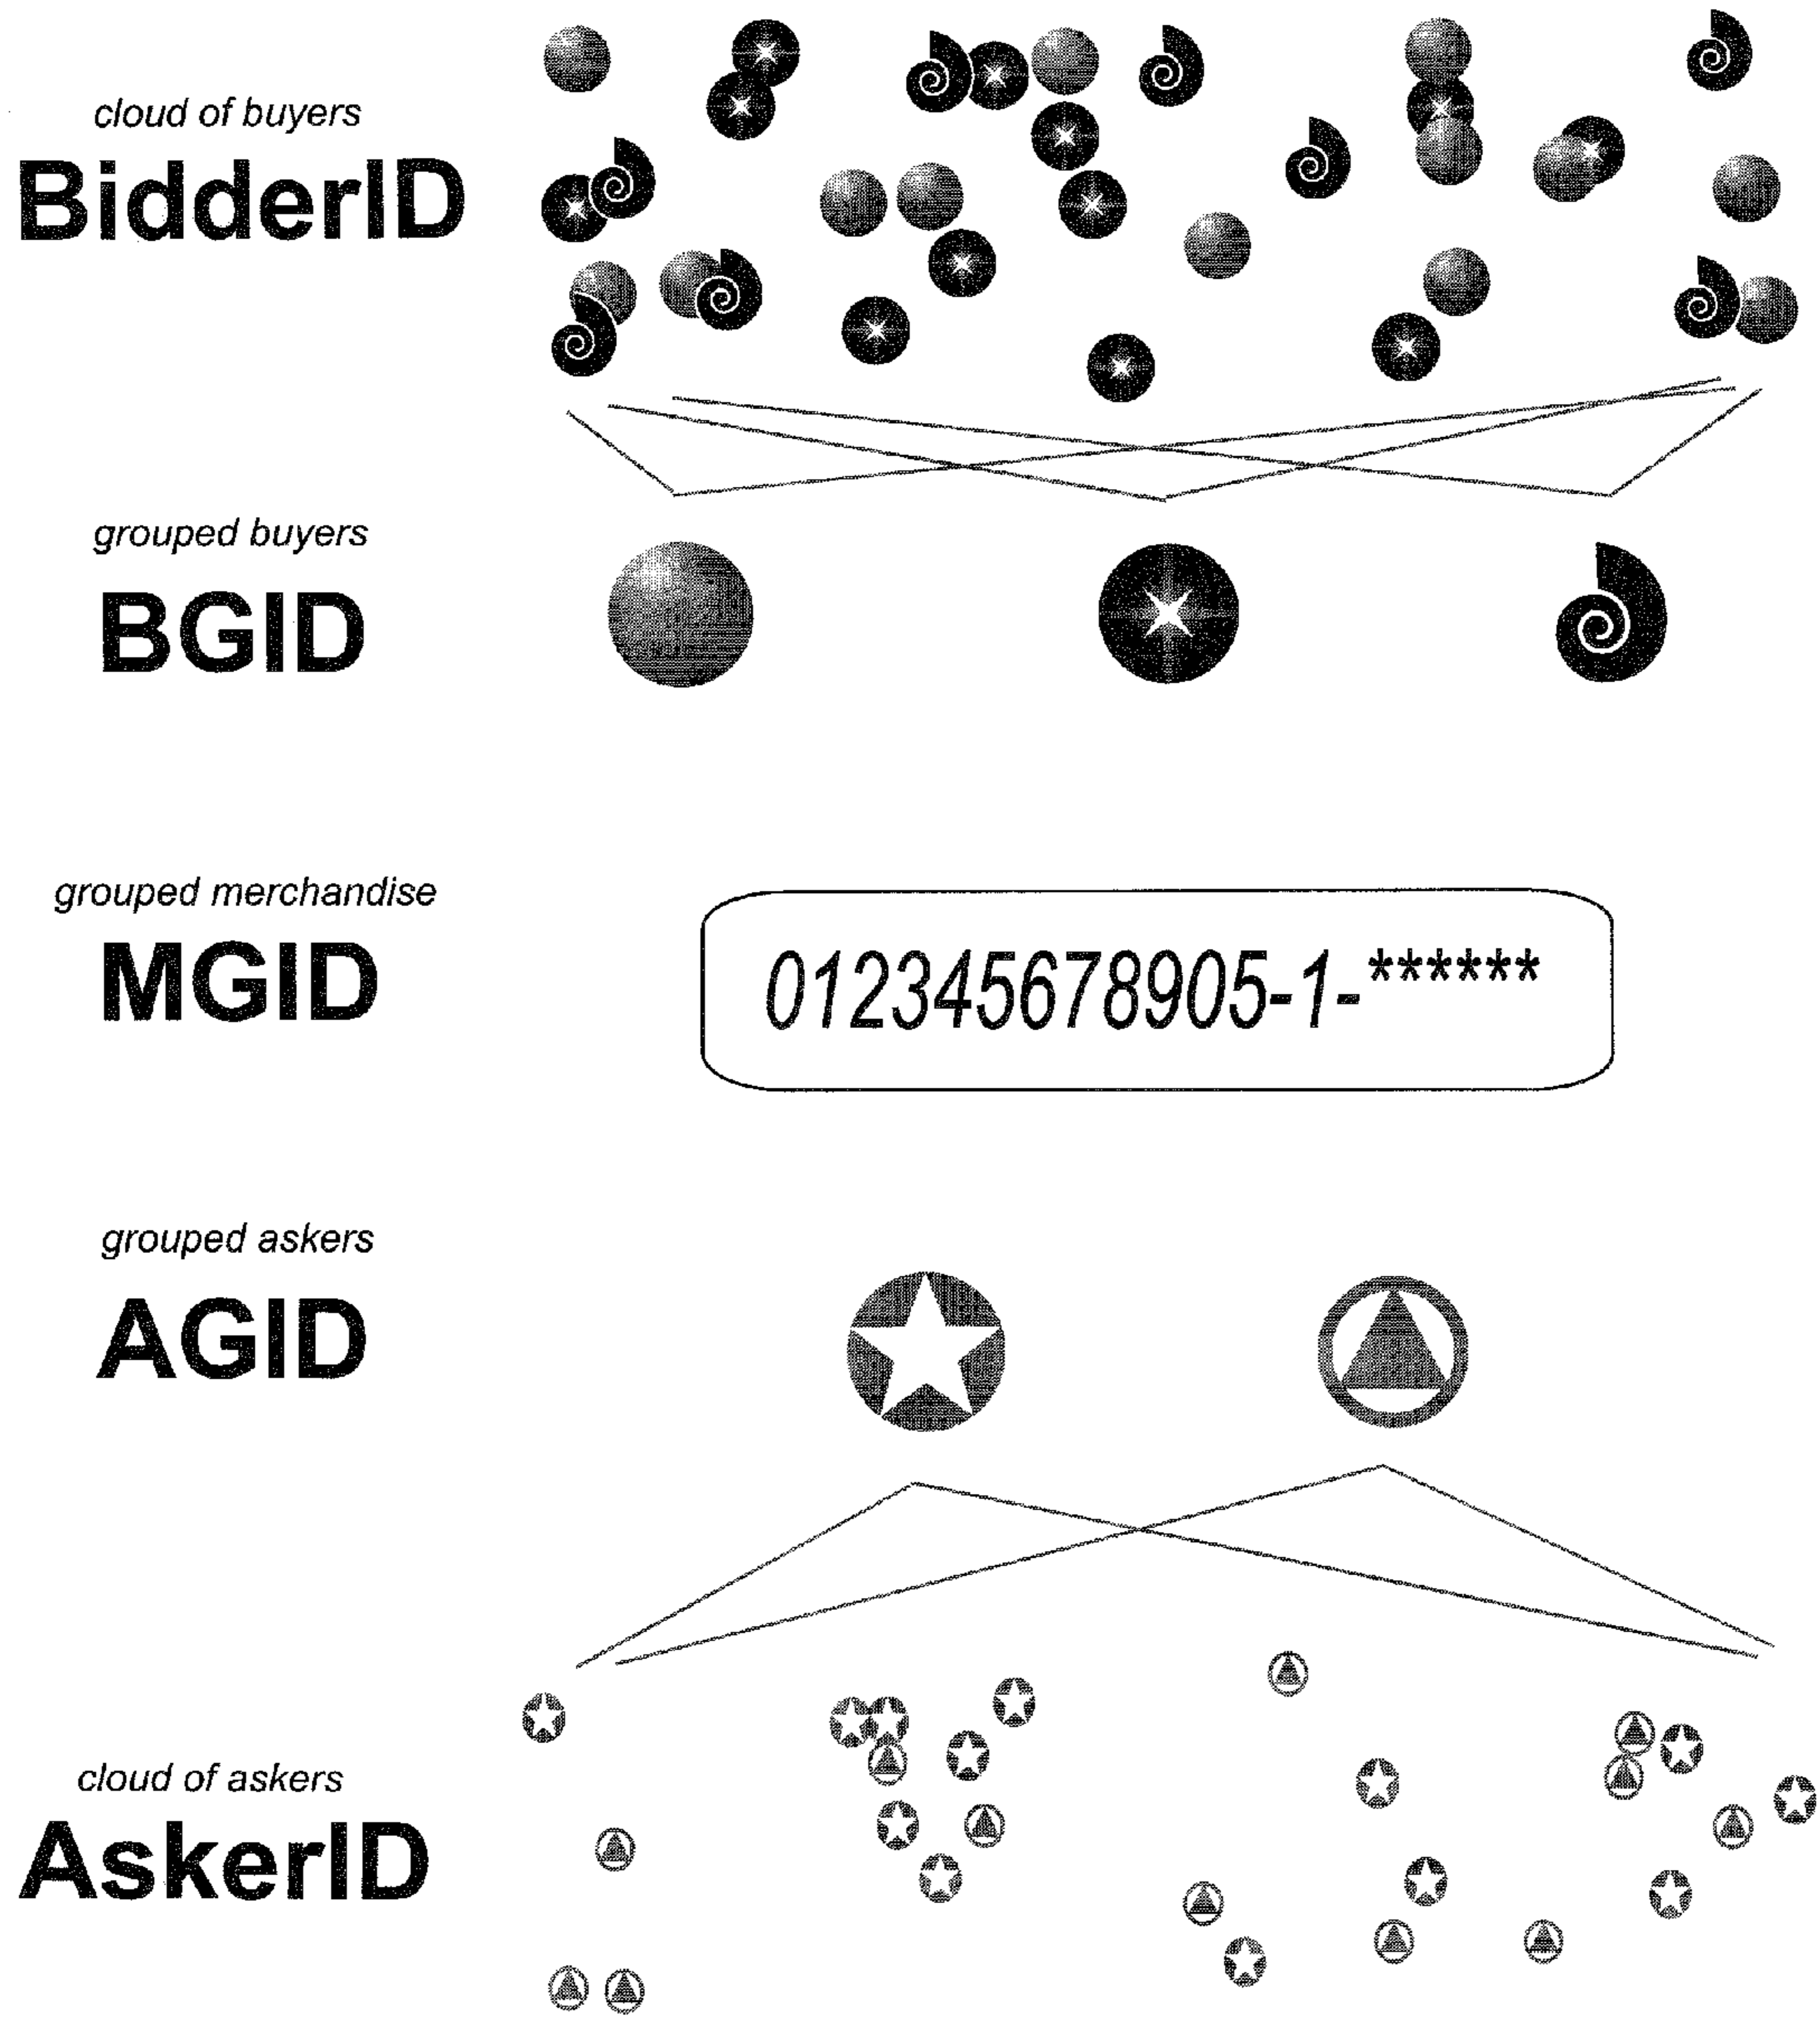 cloud of buyers
BidderID
grouped buyers
BGID
grouped merchandise
MGID
012345678905-1-******
grouped askers
AGID
cloud of askers
AskerID